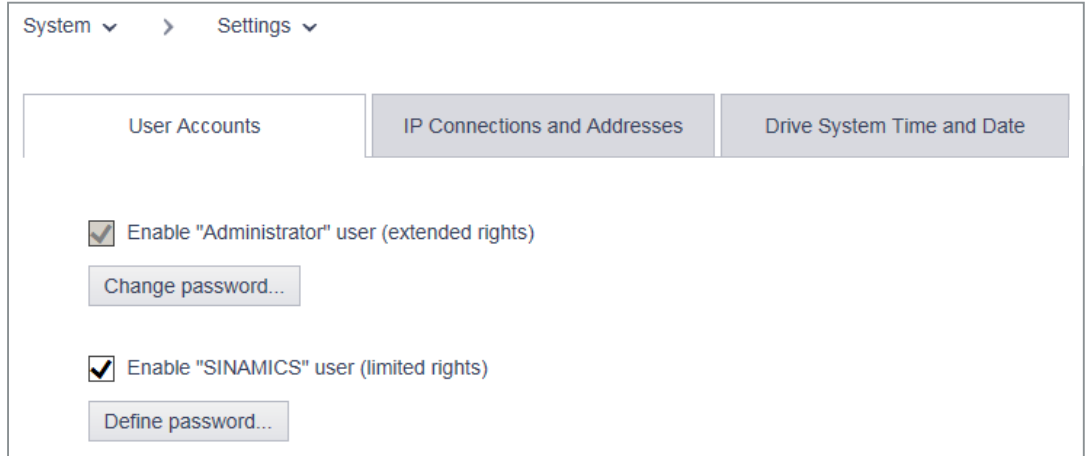 System > Settings
User Accounts IP Connections and Addresses Drive System Time and Date
Enable "Administrator" user (extended rights)
Change password...
Enable "SINAMICS" user (limited rights)
Define password...